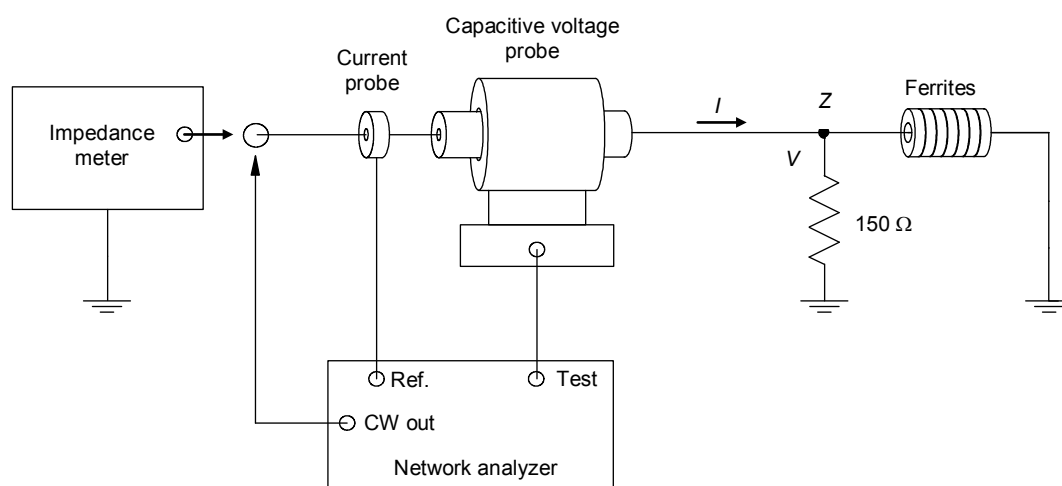 Capacitive voltage
probe
Current
probe
Impedance
meter
I
Z
V
Ferrites
150 Ω
Ref.
Test
CW out
Network analyzer